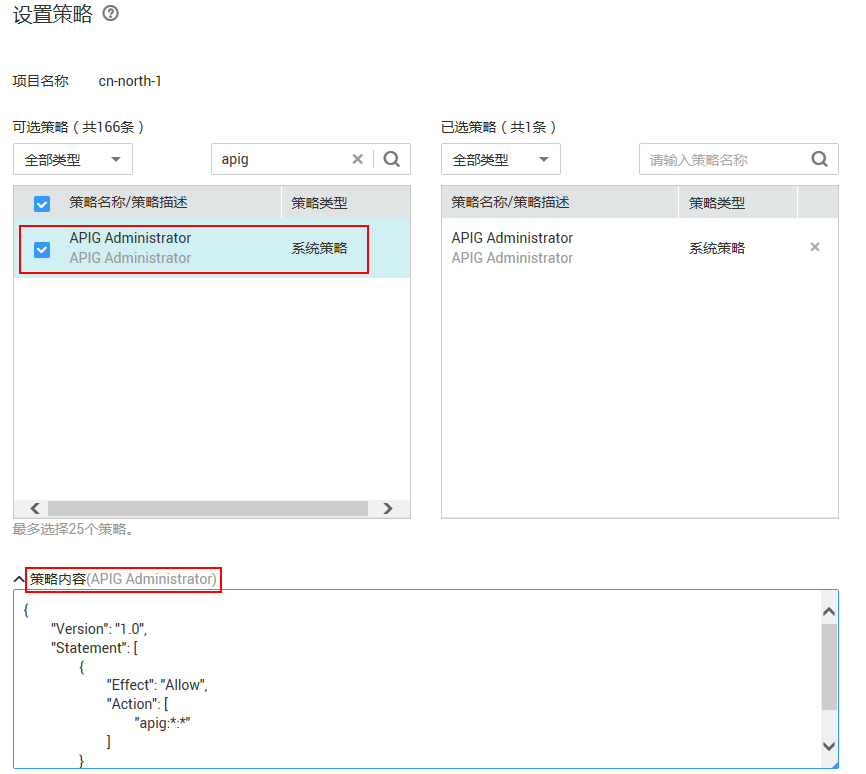 设置策略
项目名称 cn-north-1
可选策略（共166条）
全部类型 apig
策略名称/策略描述 策略类型
APIG Administrator
APIG Administrator
系统策略
最多选择25个策略。
已选策略（共1条）
全部类型 请输入策略名称
策略名称/策略描述 策略类型
APIG Administrator
APIG Administrator
系统策略
策略内容(APIG Administrator)
{
"Version": "1.0",
"Statement": [
{
"Effect": "Allow",
"Action": [
"apig:*:*"
]
}